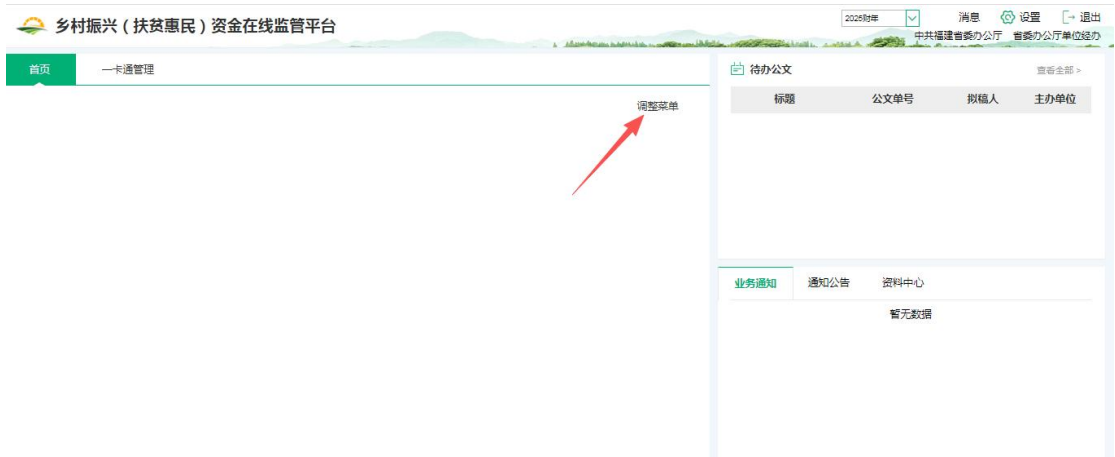 乡村振兴（扶贫惠民）资金在线监管平台
2025财年 消息 设置 退出
中共福建省委办公厅 省委办公厅单位经办
首页 一卡通管理
调整菜单
待办公文 查看全部 >
标题 公文单号 拟稿人 主办单位
业务通知 通知公告 资料中心
暂无数据